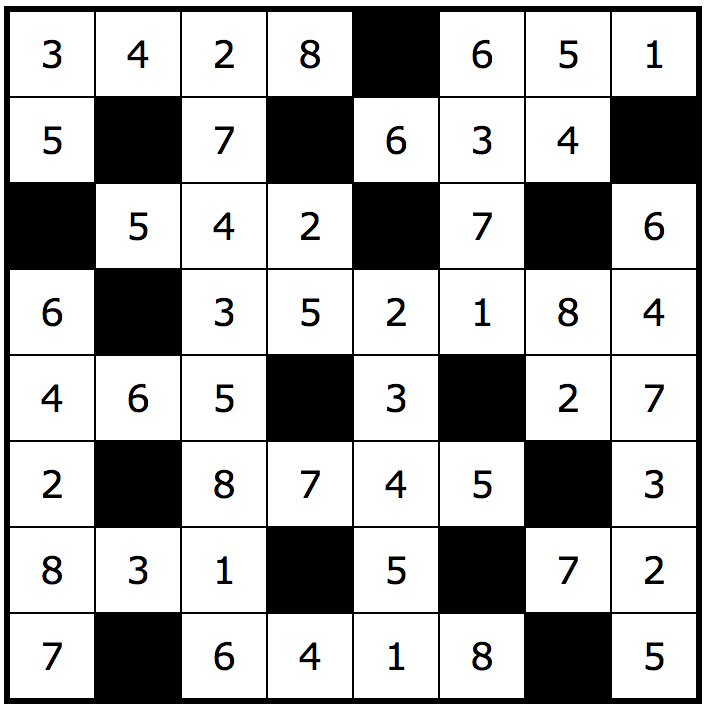 3 4 2 8 6 5 1
5 7 6 3 4
5 4 2 7 6
6 3 5 2 1 8 4
4 6 5 3 2 7
2 8 7 4 5 3
8 3 1 5 7 2
7 6 4 1 8 5